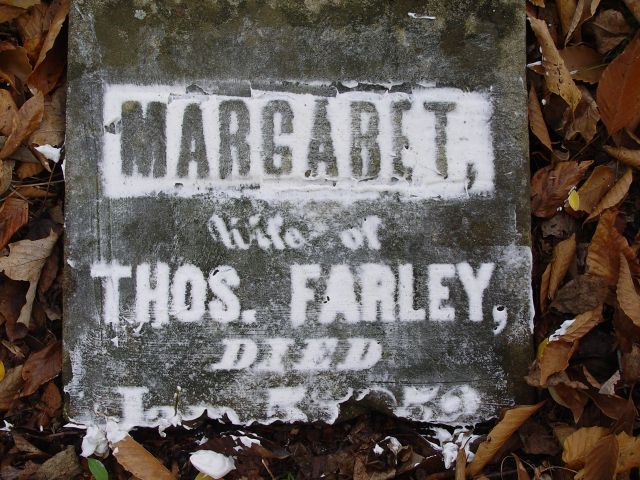 MARGARET,
Wife of
THOS. FARLEY,
DIED